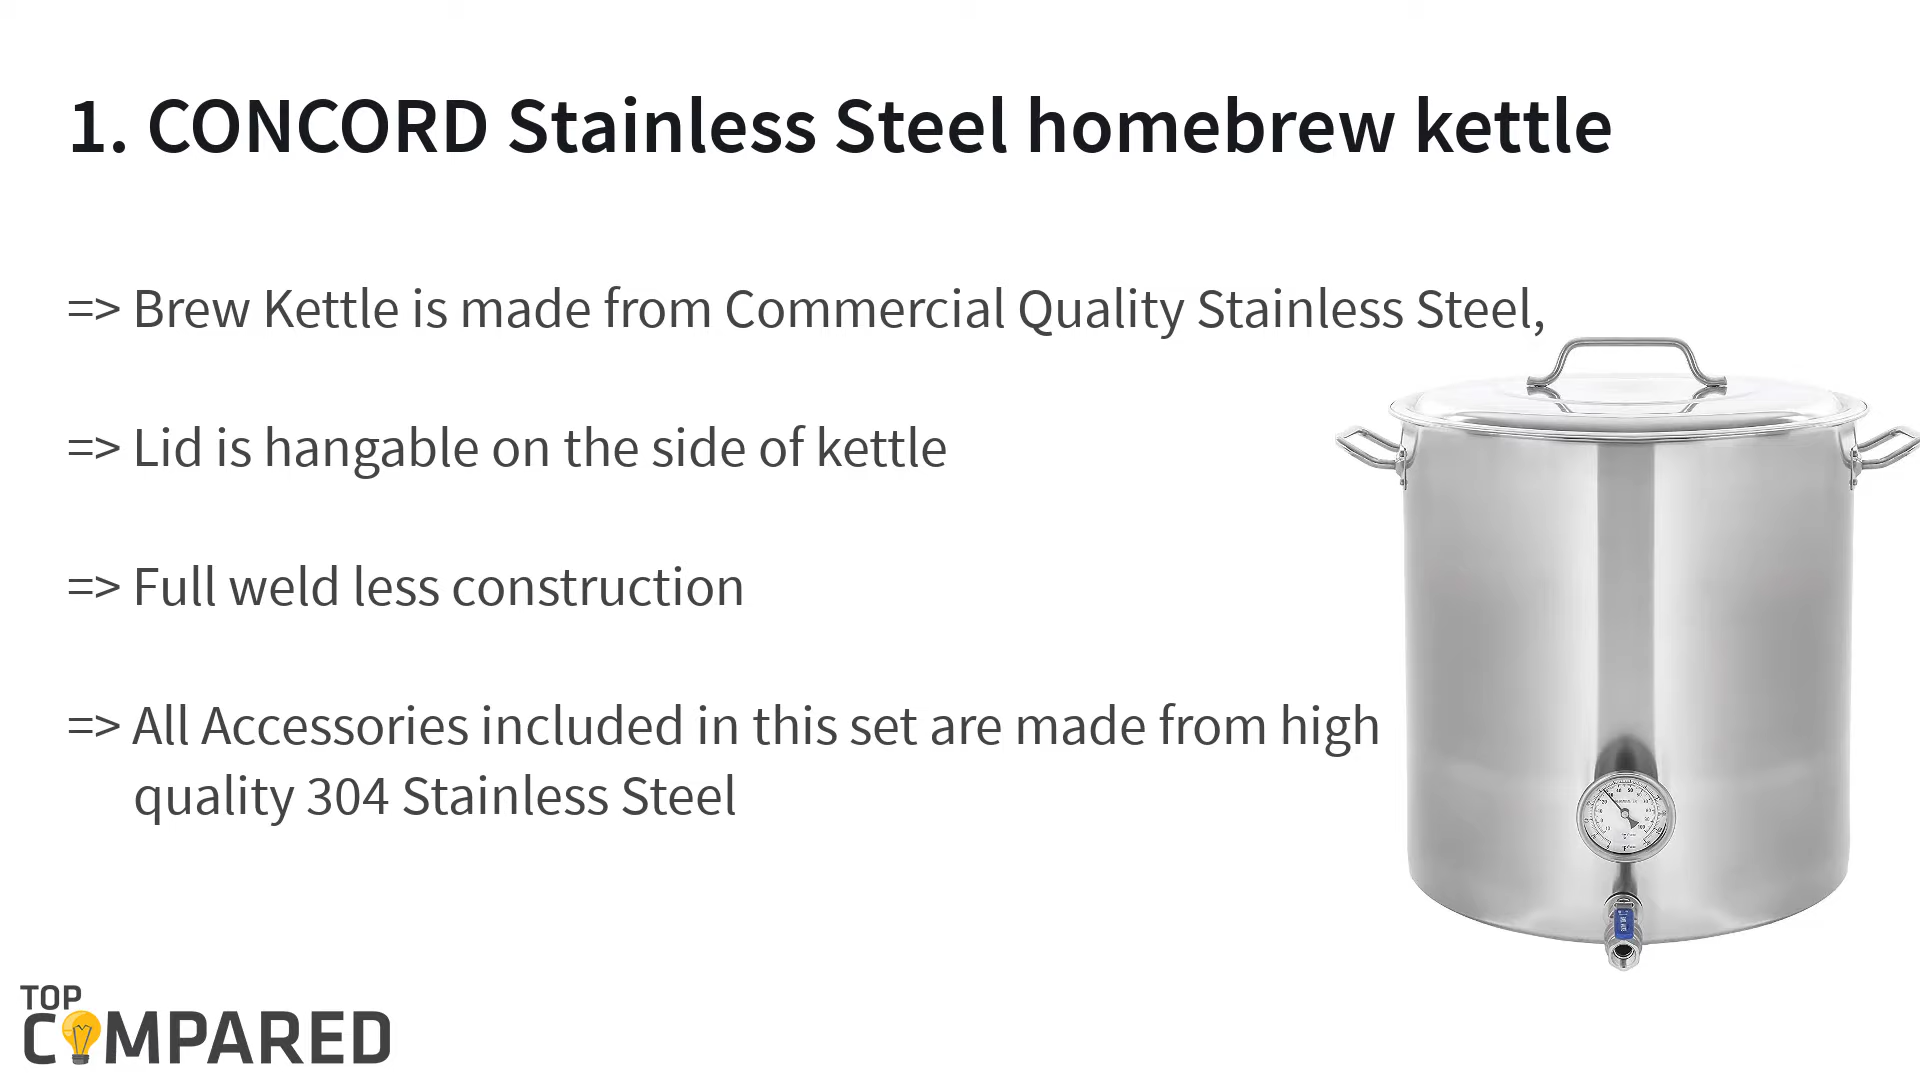 1. CONCORD Stainless Steel homebrew kettle
=> Brew Kettle is made from Commercial Quality Stainless Steel,
=> Lid is hangable on the side of kettle
=> Full weld less construction
=> All Accessories included in this set are made from high
quality 304 Stainless Steel
TOP
COMPARED